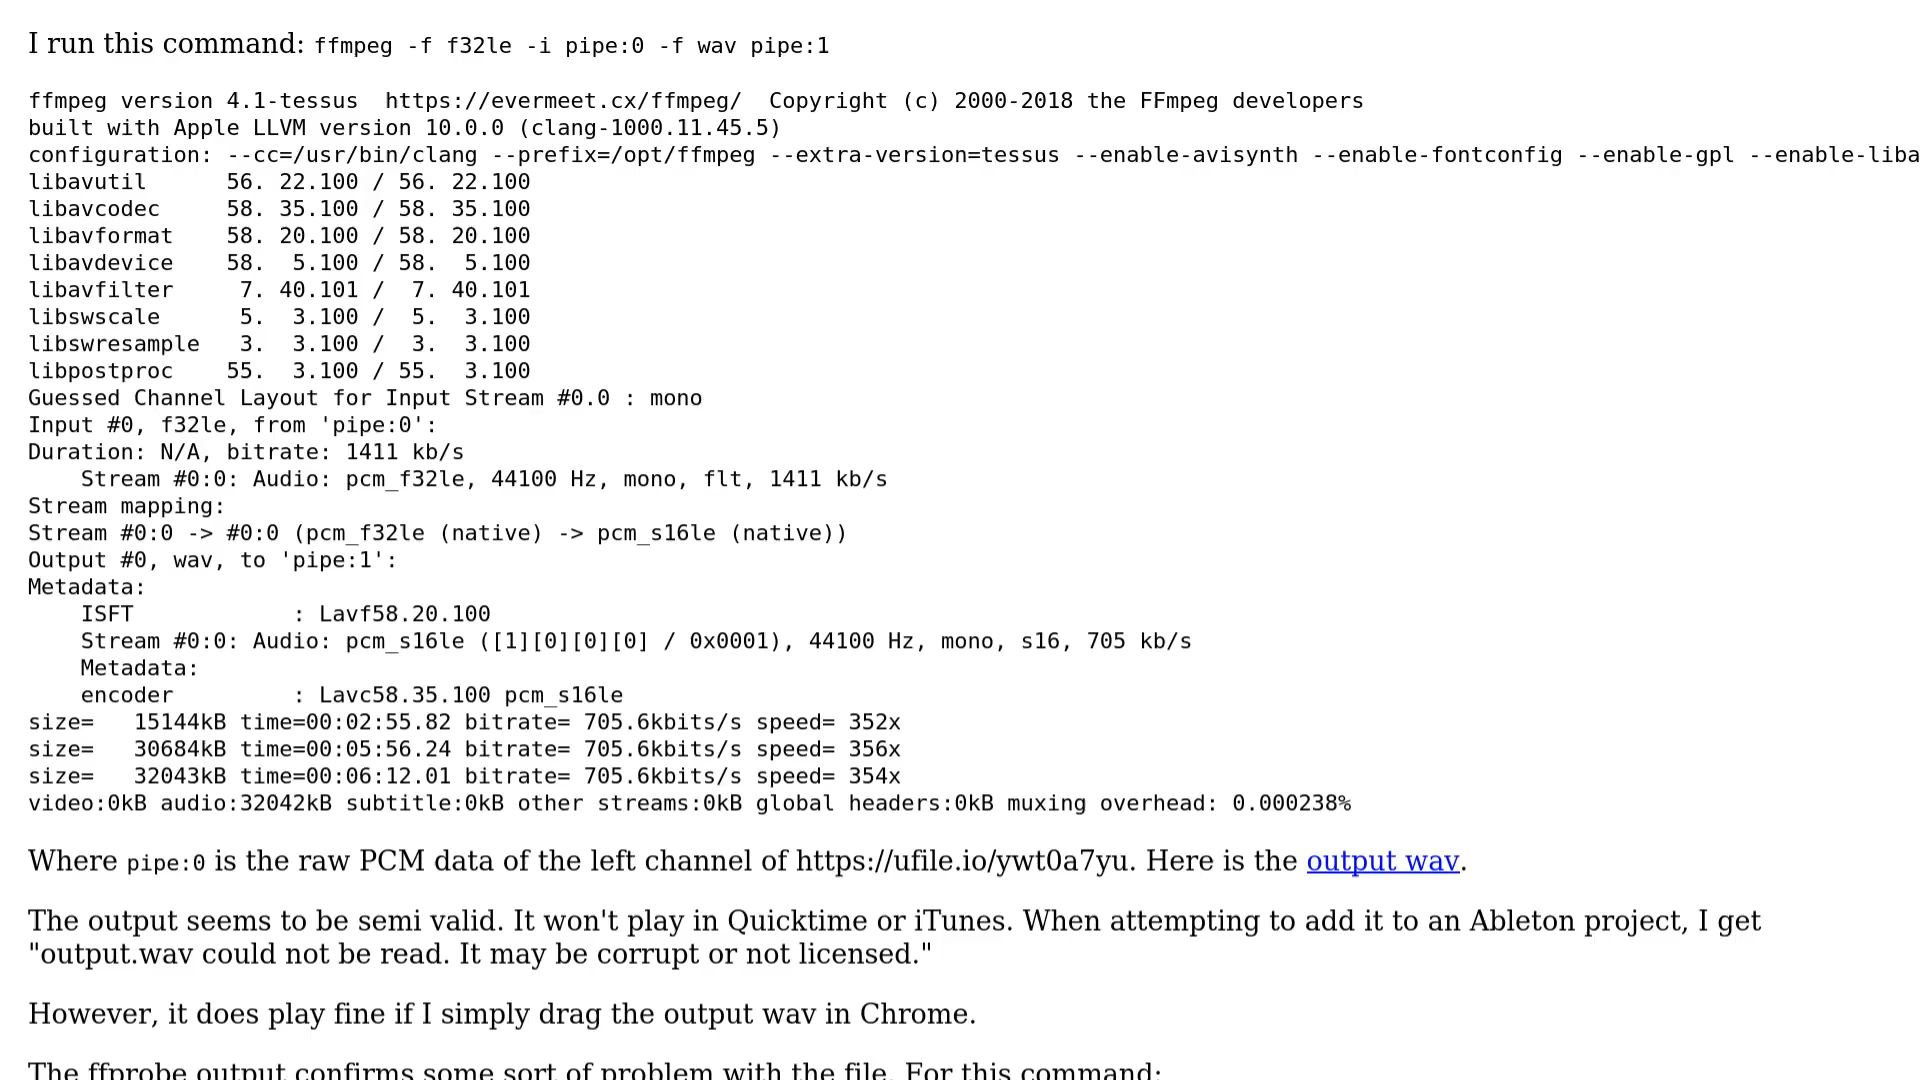 I run this command: ffmpeg -f f32le -i pipe:0 -f wav pipe:1
ffmpeg version 4.1-tessus  https://evermeet.cx/ffmpeg/  Copyright (c) 2000-2018 the FFmpeg developers
built with Apple LLVM version 10.0.0 (clang-1000.11.45.5)
configuration: --cc=/usr/bin/clang --prefix=/opt/ffmpeg --extra-version=tessus --enable-avisynth --enable-fontconfig --enable-gpl --enable-liba
libavutil      56. 22.100 / 56. 22.100
libavcodec     58. 35.100 / 58. 35.100
libavformat    58. 20.100 / 58. 20.100
libavdevice    58.  5.100 / 58.  5.100
libavfilter     7. 40.101 /  7. 40.101
libswscale      5.  3.100 /  5.  3.100
libswresample   3.  3.100 /  3.  3.100
libpostproc    55.  3.100 / 55.  3.100
Guessed Channel Layout for Input Stream #0.0 : mono
Input #0, f32le, from 'pipe:0':
Duration: N/A, bitrate: 1411 kb/s
    Stream #0:0: Audio: pcm_f32le, 44100 Hz, mono, flt, 1411 kb/s
Stream mapping:
Stream #0:0 -> #0:0 (pcm_f32le (native) -> pcm_s16le (native))
Output #0, wav, to 'pipe:1':
Metadata:
    ISFT            : Lavf58.20.100
    Stream #0:0: Audio: pcm_s16le ([1][0][0][0] / 0x0001), 44100 Hz, mono, s16, 705 kb/s
    Metadata:
    encoder         : Lavc58.35.100 pcm_s16le
size=   15144kB time=00:02:55.82 bitrate= 705.6kbits/s speed= 352x
size=   30684kB time=00:05:56.24 bitrate= 705.6kbits/s speed= 356x
size=   32043kB time=00:06:12.01 bitrate= 705.6kbits/s speed= 354x
video:0kB audio:32042kB subtitle:0kB other streams:0kB global headers:0kB muxing overhead: 0.000238%
Where pipe:0 is the raw PCM data of the left channel of https://ufile.io/ywt0a7yu. Here is the output wav.
The output seems to be semi valid. It won't play in Quicktime or iTunes. When attempting to add it to an Ableton project, I get
"output.wav could not be read. It may be corrupt or not licensed."
However, it does play fine if I simply drag the output wav in Chrome.
The ffprobe output confirms some sort of problem with the file. For this command: